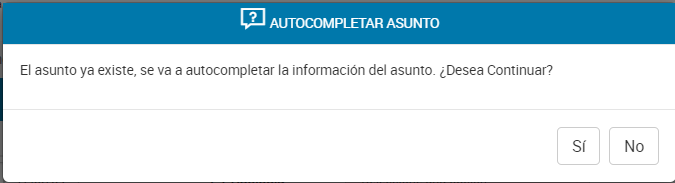 AUTOCOMPLETAR ASUNTO
El asunto ya existe, se va a autocompletar la información del asunto. ¿Desea Continuar?
Sí No